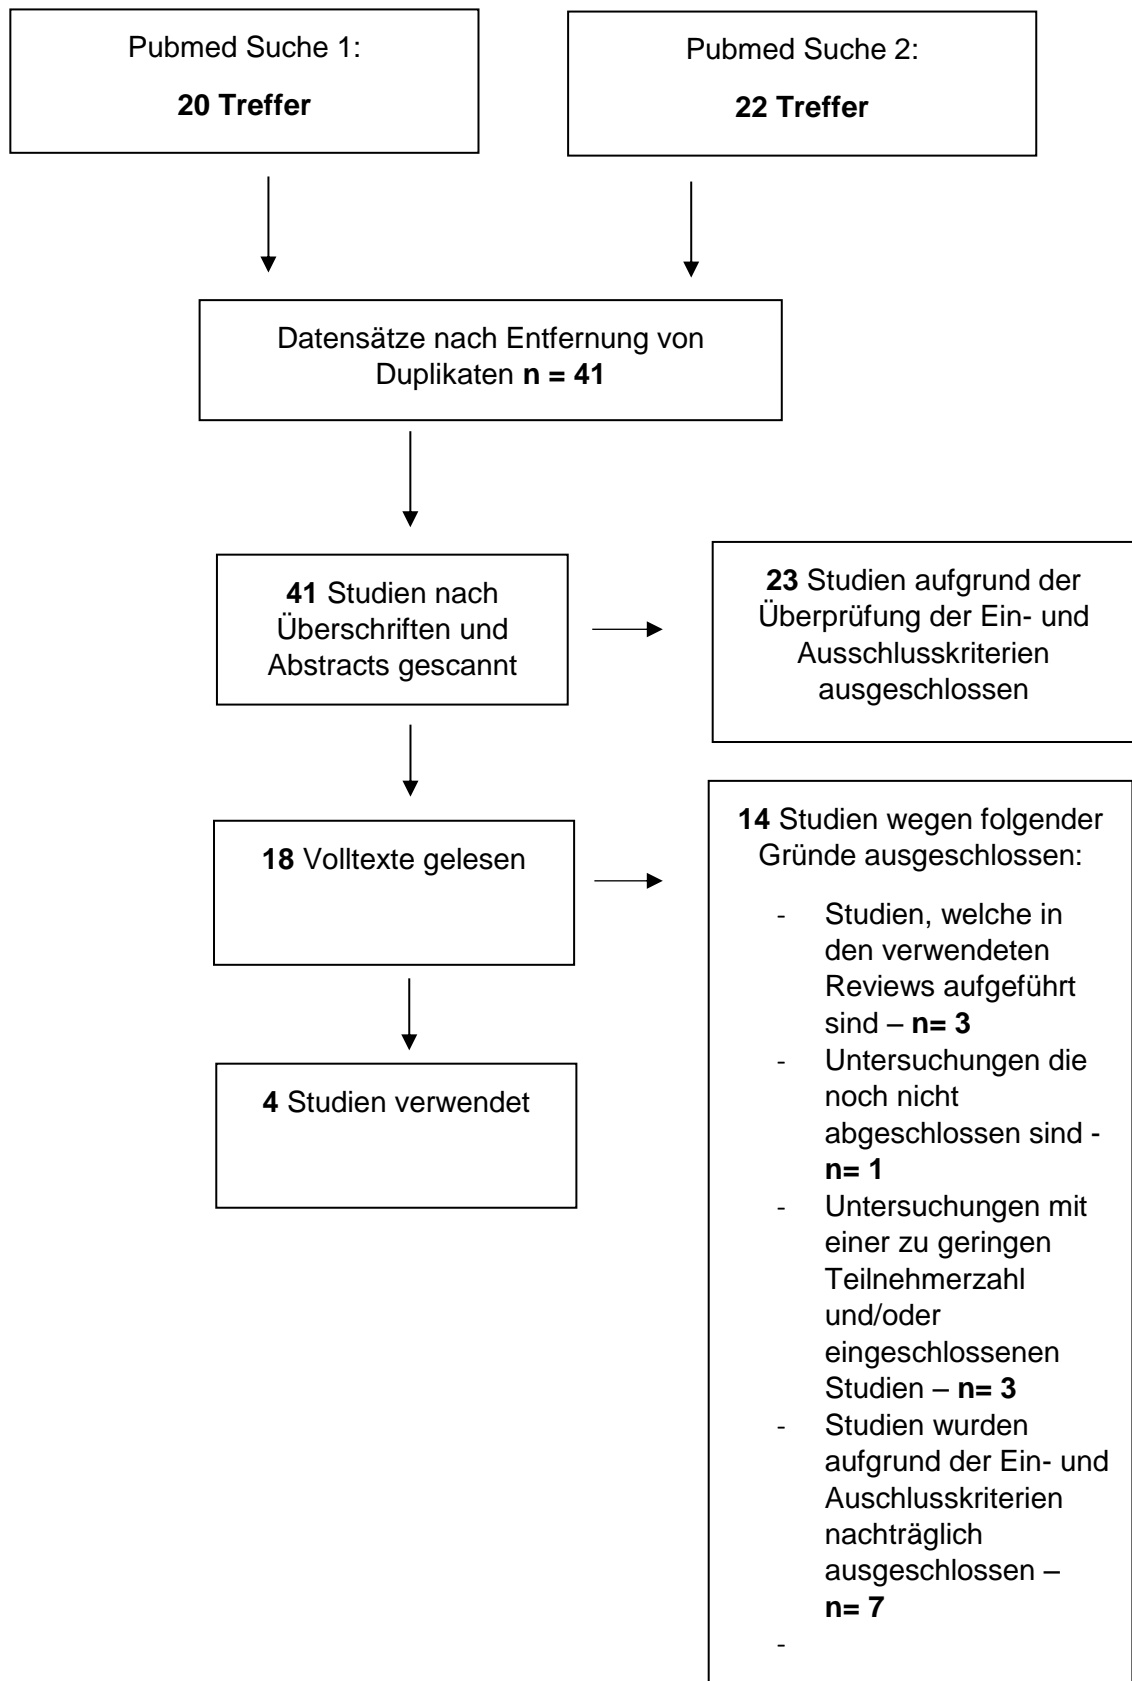 Pubmed Suche 1:
20 Treffer
Pubmed Suche 2:
22 Treffer
Datensätze nach Entfernung von
Duplikaten n = 41
41 Studien nach
Überschriften und
Abstracts gescannt
23 Studien aufgrund der
Überprüfung der Ein- und
Ausschlusskriterien
ausgeschlossen
18 Volltexte gelesen
14 Studien wegen folgender
Gründe ausgeschlossen:
- Studien, welche in
den verwendeten
Reviews aufgeführt
sind – n= 3
- Untersuchungen die
noch nicht
abgeschlossen sind -
n= 1
- Untersuchungen mit
einer zu geringen
Teilnehmerzahl
und/oder
eingeschlossenen
Studien – n= 3
- Studien wurden
aufgrund der Ein- und
Auschlusskriterien
nachträglich
ausgeschlossen –
n= 7
-
4 Studien verwendet